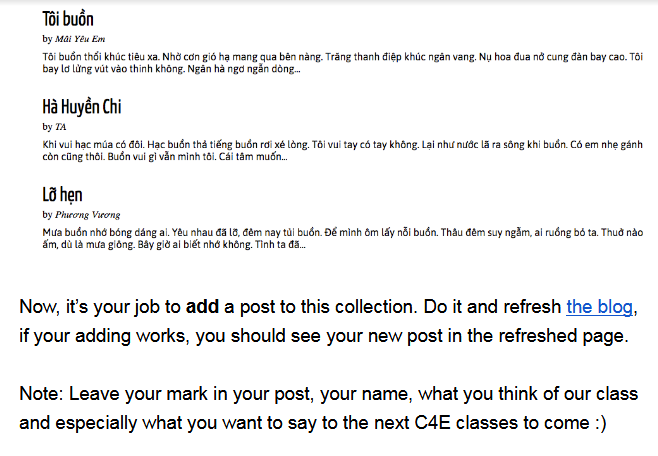 Tôi buồn
by Mãi Yêu Em
Tôi buồn thổi khúc tiêu xa. Nhờ cơn gió hạ mang qua bên nàng. Trăng thanh điệp khúc ngân vang. Nụ hoa đua nở cung đàn bay cao. Tôi
bay lơ lửng vút vào thinh không. Ngân hà ngơ ngẩn dòng...
Hà Huyền Chi
by TA
Khi vui hạc múa có đôi. Hạc buồn thả tiếng buồn rơi xé lòng. Tôi vui tay có tay không. Lại như nước lã ra sông khi buồn. Có em nhẹ gánh
còn cũng thôi. Buồn vui gì vẫn mình tôi. Cái tâm muốn...
Lỡ hẹn
by Phương Vương
Mưa buồn nhớ bóng dáng ai. Yêu nhau đã lỡ, đêm nay tủi buồn. Để mình ôm lấy nỗi buồn. Thâu đêm suy ngẫm, ai ruồng bỏ ta. Thuở nào
ấm, dù là mưa giông. Bây giờ ai biết nhớ không. Tình ta đã...
Now, it's your job to add a post to this collection. Do it and refresh the blog,
if your adding works, you should see your new post in the refreshed page.
Note: Leave your mark in your post, your name, what you think of our class
and especially what you want to say to the next C4E classes to come :)